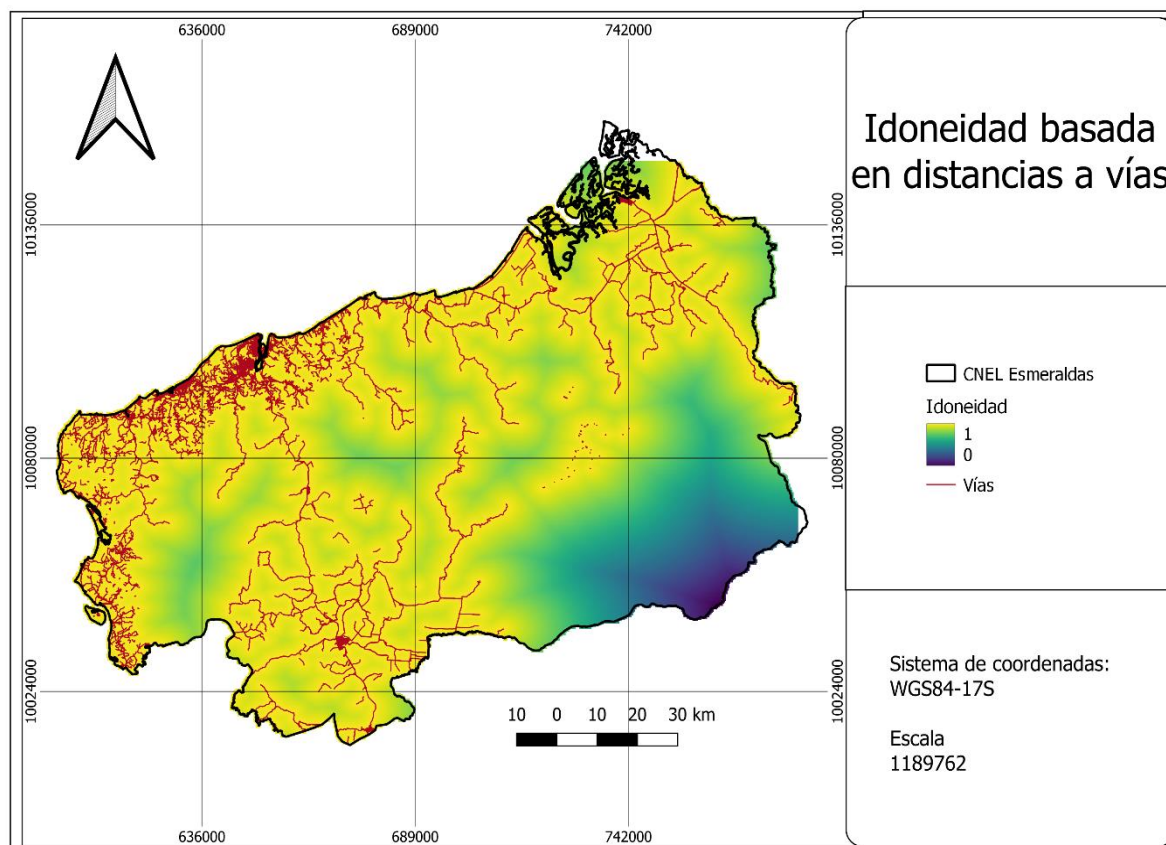 636000
689000
742000
Idoneidad basada
en distancias a vías
10136000
10136000
10080000
10080000
10024000
10024000
CNEL Esmeraldas
Idoneidad
1
0
Vías
10 0 10 20 30 km
Sistema de coordenadas:
WGS84-17S
Escala
1189762
636000
689000
742000